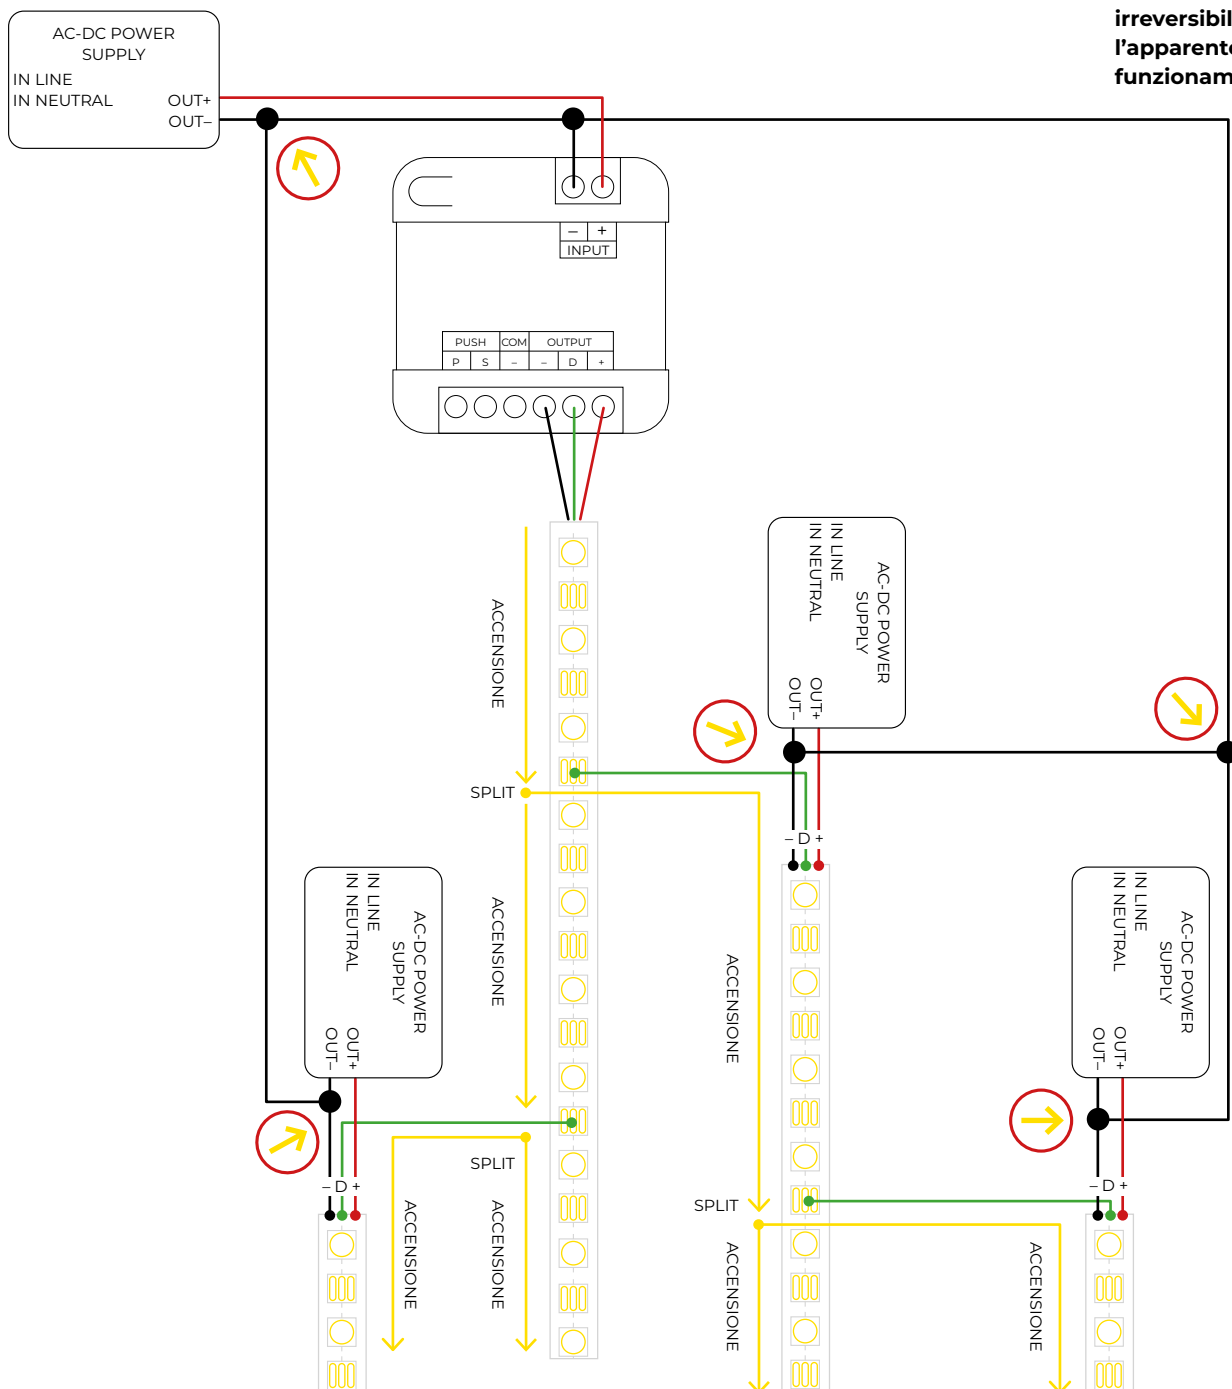 irreversibil
l'apparente
funzionam
AC-DC POWER
SUPPLY
IN LINE
IN NEUTRAL
OUT+
OUT–
– +
INPUT
PUSH COM OUTPUT
P S – – D +
ACCENSIONE
SPLIT
ACCENSIONE
AC-DC POWER
SUPPLY
IN LINE
IN NEUTRAL
OUT+
OUT–
– D +
AC-DC POWER
SUPPLY
IN LINE
IN NEUTRAL
OUT+
OUT–
– D +
AC-DC POWER
SUPPLY
IN LINE
IN NEUTRAL
OUT+
OUT–
– D +
ACCENSIONE
SPLIT
ACCENSIONE
ACCENSIONE
SPLIT
ACCENSIONE
ACCENSIONE